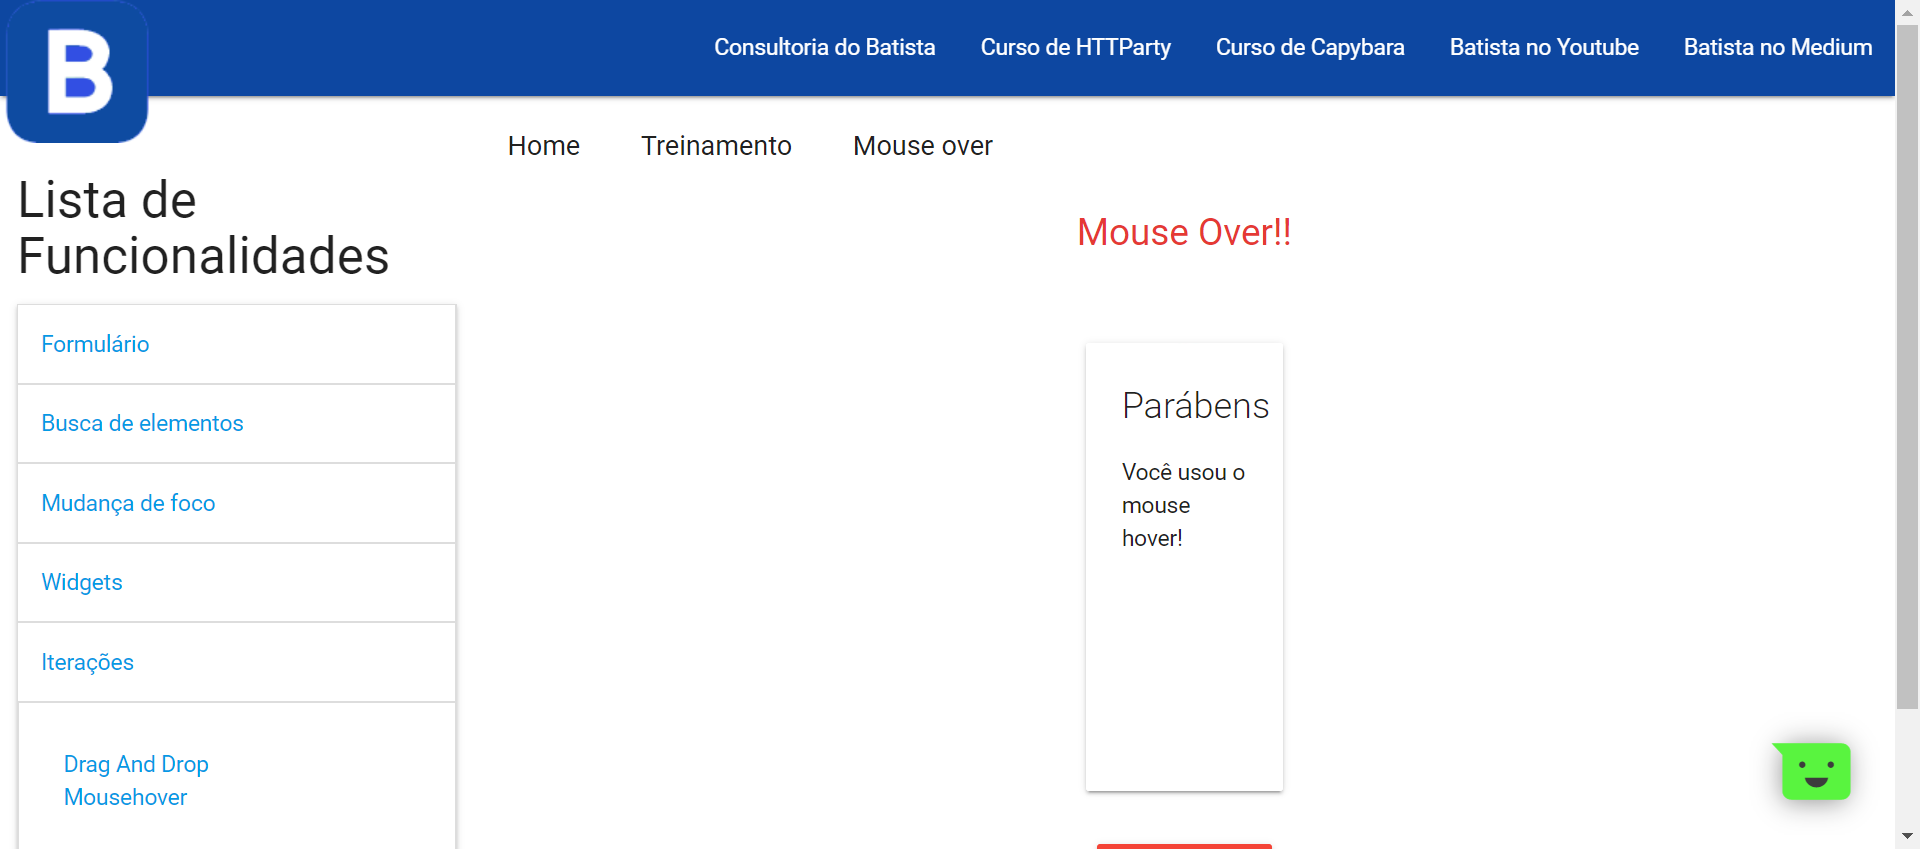 B
Consultoria do Batista
Curso de HTTParty
Curso de Capybara
Batista no Youtube
Batista no Medium
Home
Treinamento
Mouse over
Lista de
Funcionalidades
Formulário
Busca de elementos
Mudança de foco
Widgets
Iterações
Drag And Drop
Mousehover
Mouse Over!!
Parábens
Você usou o
mouse
hover!